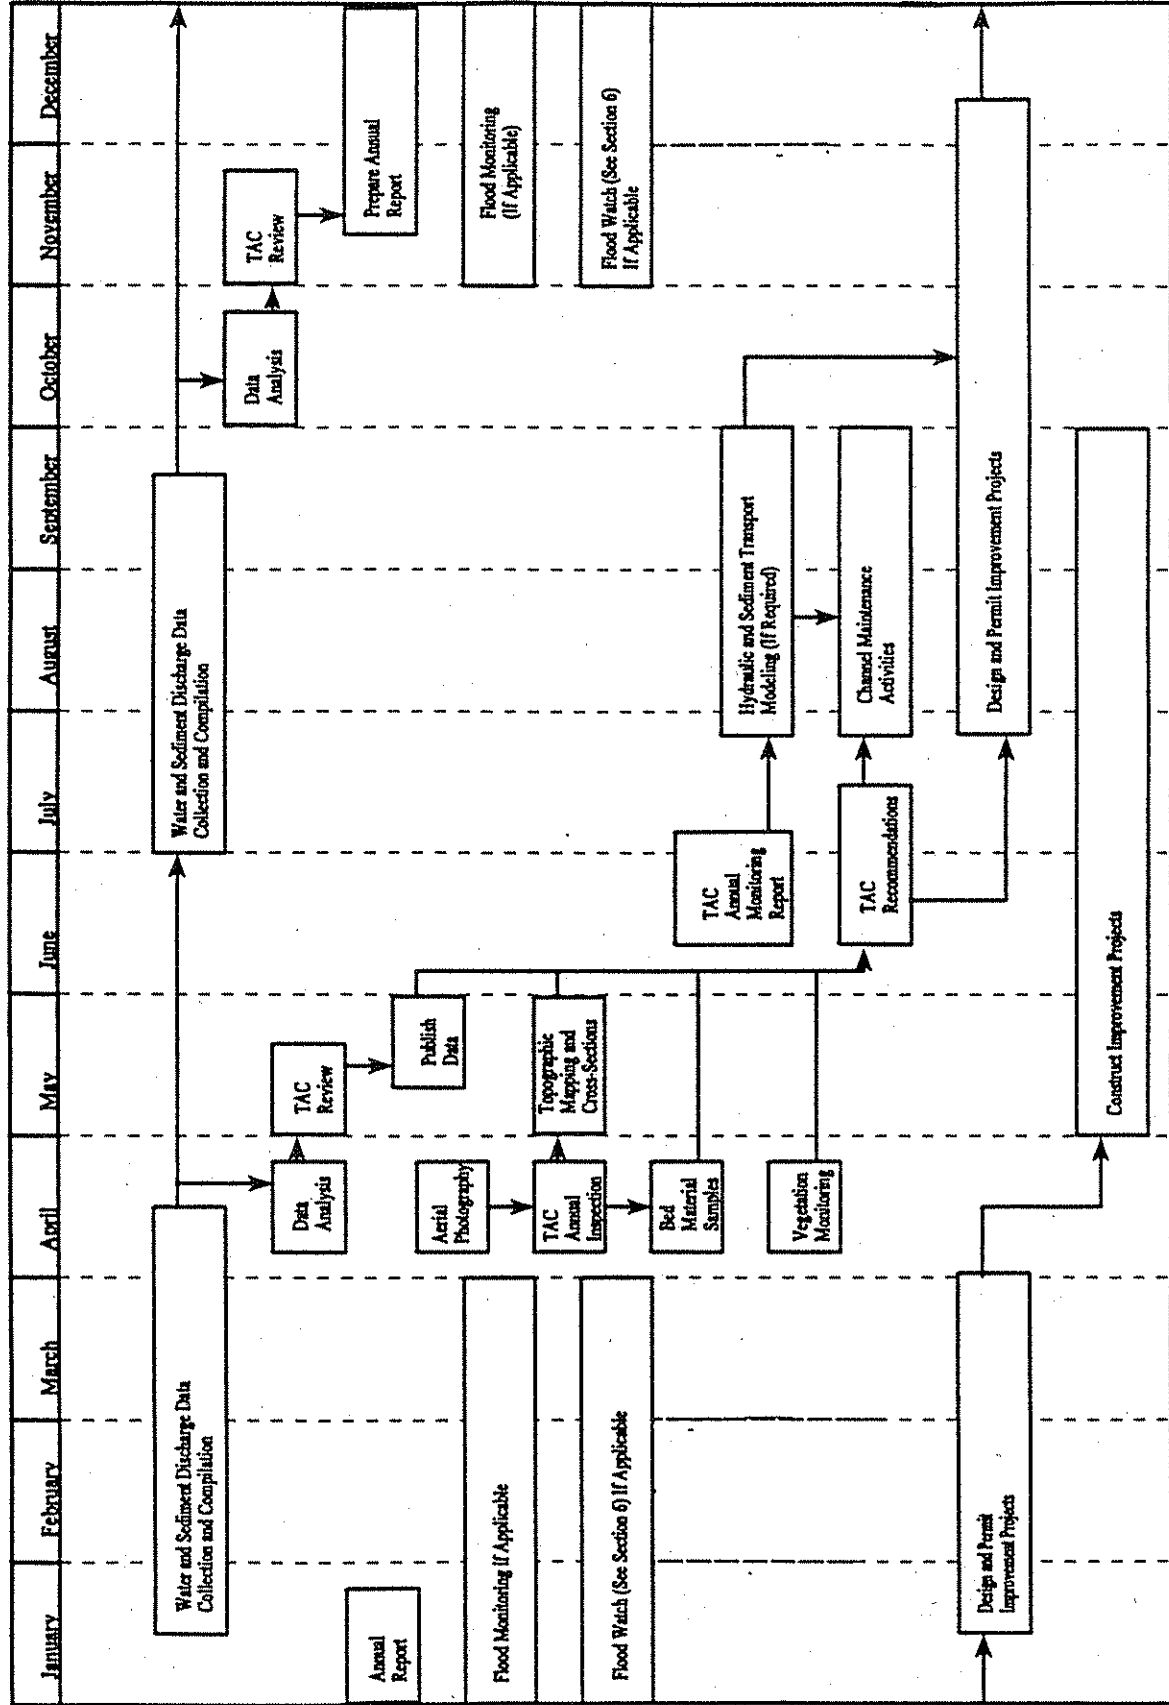 January
February
March
April
May
June
July
August
September
October
November
December
Water and Sediment Discharge Data
Collection and Compilation
Water and Sediment Discharge Data
Collection and Compilation
Data
Analysis
TAC
Review
Data
Analysis
TAC
Review
Annual
Report
Publish
Data
Prepare Annual
Report
Aerial
Photography
Flood Monitoring if Applicable
Flood Monitoring
(If Applicable)
TAC
Annual
Inspection
Topographic
Mapping and
Cross-Sections
Flood Watch (See Section 6) If Applicable
Flood Watch (See Section 6)
If Applicable
Bed
Material
Samples
TAC
Annual
Monitoring
Report
Hydraulic and Sediment Transport
Modeling (If Required)
Vegetation
Monitoring
TAC
Recommendations
Channel Maintenance
Activities
Design and Permit
Improvement Projects
Design and Permit Improvement Projects
Construct Improvement Projects